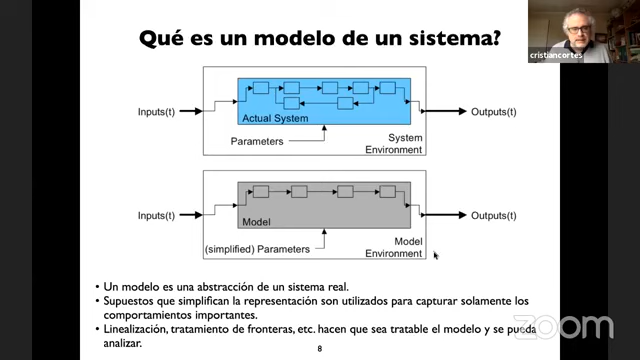 Qué es un modelo de un sistema?
cristiancortes
Inputs(t)
Actual System
Outputs(t)
Parameters
System
Environment
Inputs(t)
Model
Outputs(t)
(simplified) Parameters
Model
Environment
• Un modelo es una abstracción de un sistema real.
• Supuestos que simplifican la representación son utilizados para capturar solamente los
comportamientos importantes.
• Linealización, tratamiento de fronteras, etc. hacen que sea tratable el modelo y se pueda
analizar.
8
zoom